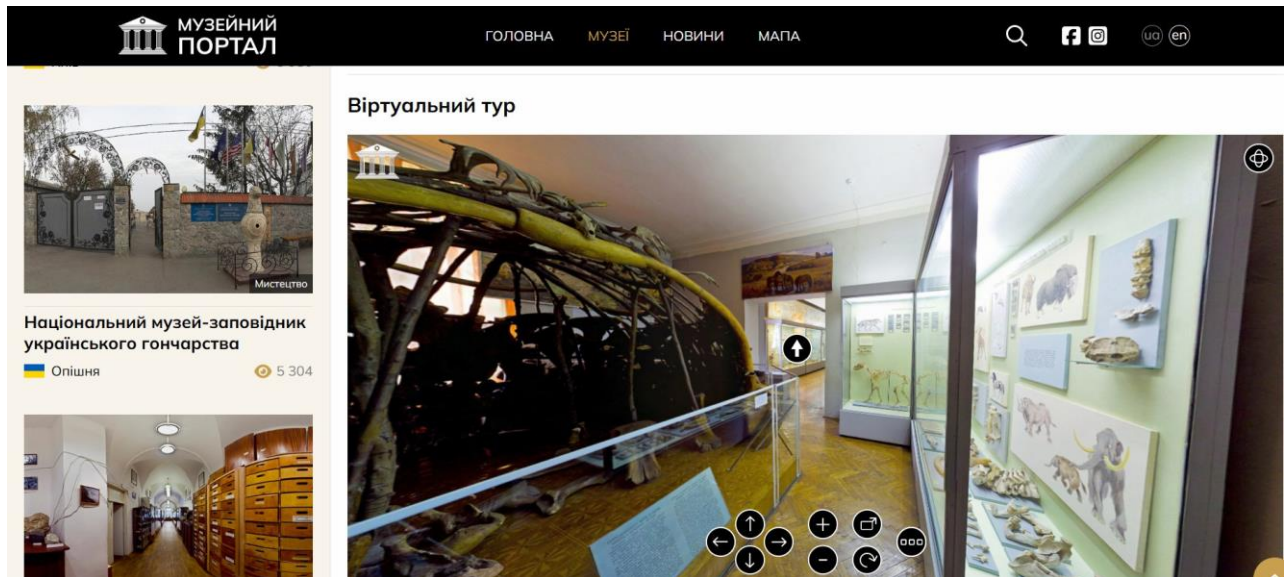 МУЗЕЙНИЙ
ПОРТАЛ
ГОЛОВНА МУЗЕЇ НОВИНИ МАПА
ua en
Мистецтво
Національний музей-заповідник
українського гончарства
Опішня 5 304
Віртуальний тур